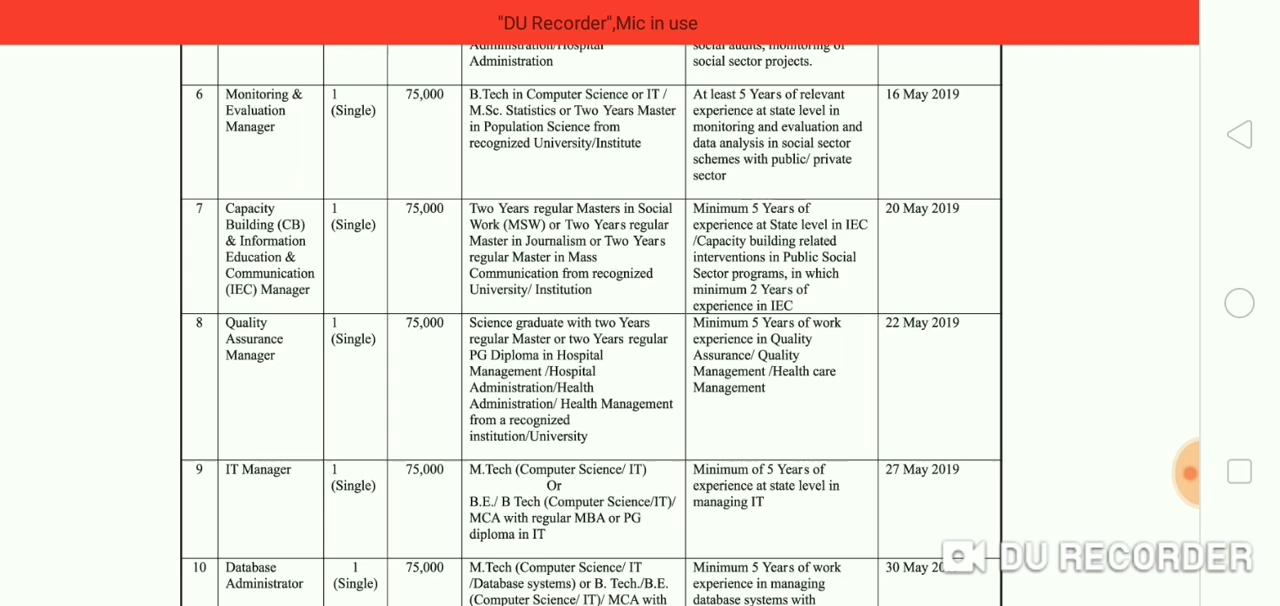 "DU Recorder",Mic in use
Administration/Hospital
Administration
social audits, monitoring of
social sector projects.
6
Monitoring &
Evaluation
Manager
1
(Single)
75,000
B.Tech in Computer Science or IT /
M.Sc. Statistics or Two Years Master
in Population Science from
recognized University/Institute
At least 5 Years of relevant
experience at state level in
monitoring and evaluation and
data analysis in social sector
schemes with public/ private
sector
16 May 2019
7
Capacity
Building (CB)
& Information
Education &
Communication
(IEC) Manager
1
(Single)
75,000
Two Years regular Masters in Social
Work (MSW) or Two Years regular
Master in Journalism or Two Years
regular Master in Mass
Communication from recognized
University/ Institution
Minimum 5 Years of
experience at State level in IEC
/Capacity building related
interventions in Public Social
Sector programs, in which
minimum 2 Years of
experience in IEC
20 May 2019
8
Quality
Assurance
Manager
1
(Single)
75,000
Science graduate with two Years
regular Master or two Years regular
PG Diploma in Hospital
Management /Hospital
Administration/Health
Administration/ Health Management
from a recognized
institution/University
Minimum 5 Years of work
experience in Quality
Assurance/ Quality
Management /Health care
Management
22 May 2019
9
IT Manager
1
(Single)
75,000
M.Tech (Computer Science/ IT)
Or
B.E./ B Tech (Computer Science/IT)/
MCA with regular MBA or PG
diploma in IT
Minimum of 5 Years of
experience at state level in
managing IT
27 May 2019
10
Database
Administrator
1
(Single)
75,000
M.Tech (Computer Science/ IT
/Database systems) or B. Tech./B.E.
(Computer Science/ IT)/ MCA with
Minimum 5 Years of work
experience in managing
database systems with
30 May
DU RECORDER